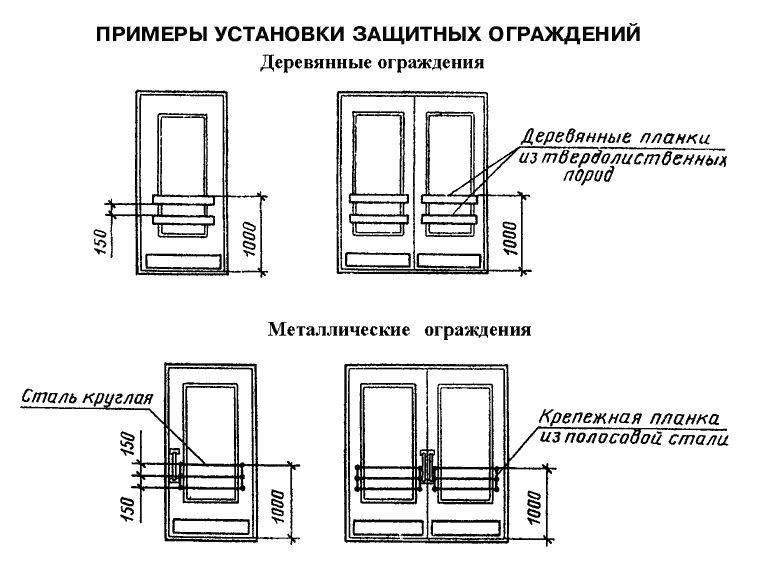 ПРИМЕРЫ УСТАНОВКИ ЗАЩИТНЫХ ОГРАЖДЕНИЙ
Деревянные ограждения
Деревянные планки
из твердолиственных
пород
150
1000
1000
Металлические ограждения
Сталь круглая
Крепежная планка
из полосовой стали
150
150
1000
1000